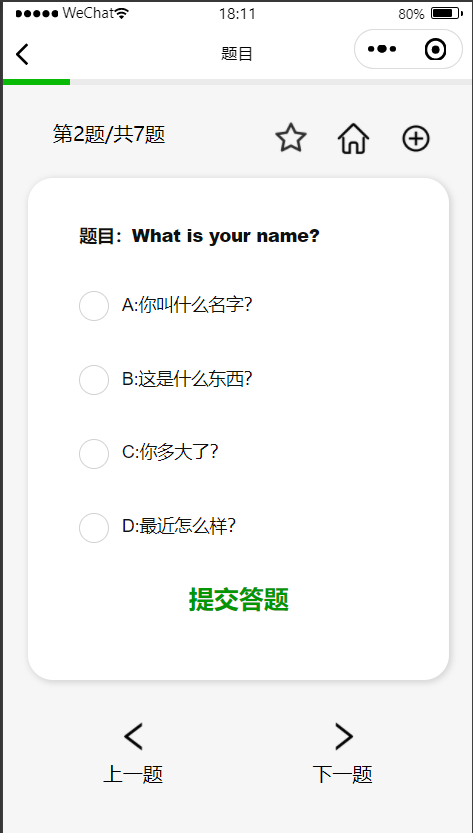 WeChat 18:11 80%
题目
第2题/共7题
题目：What is your name?
A:你叫什么名字?
B:这是什么东西?
C:你多大了?
D:最近怎么样?
提交答题
上一题 下一题